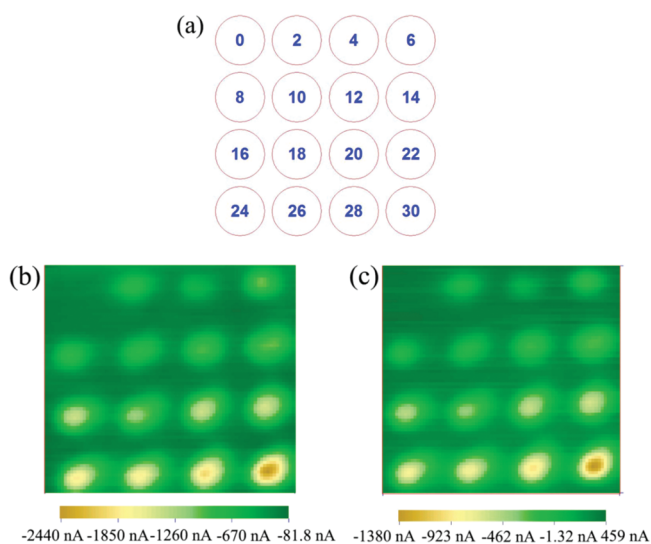 (a)
0 2 4 6
8 10 12 14
16 18 20 22
24 26 28 30
(b)
(c)
-2440 nA -1850 nA -1260 nA -670 nA -81.8 nA
-1380 nA -923 nA -462 nA -1.32 nA 459 nA